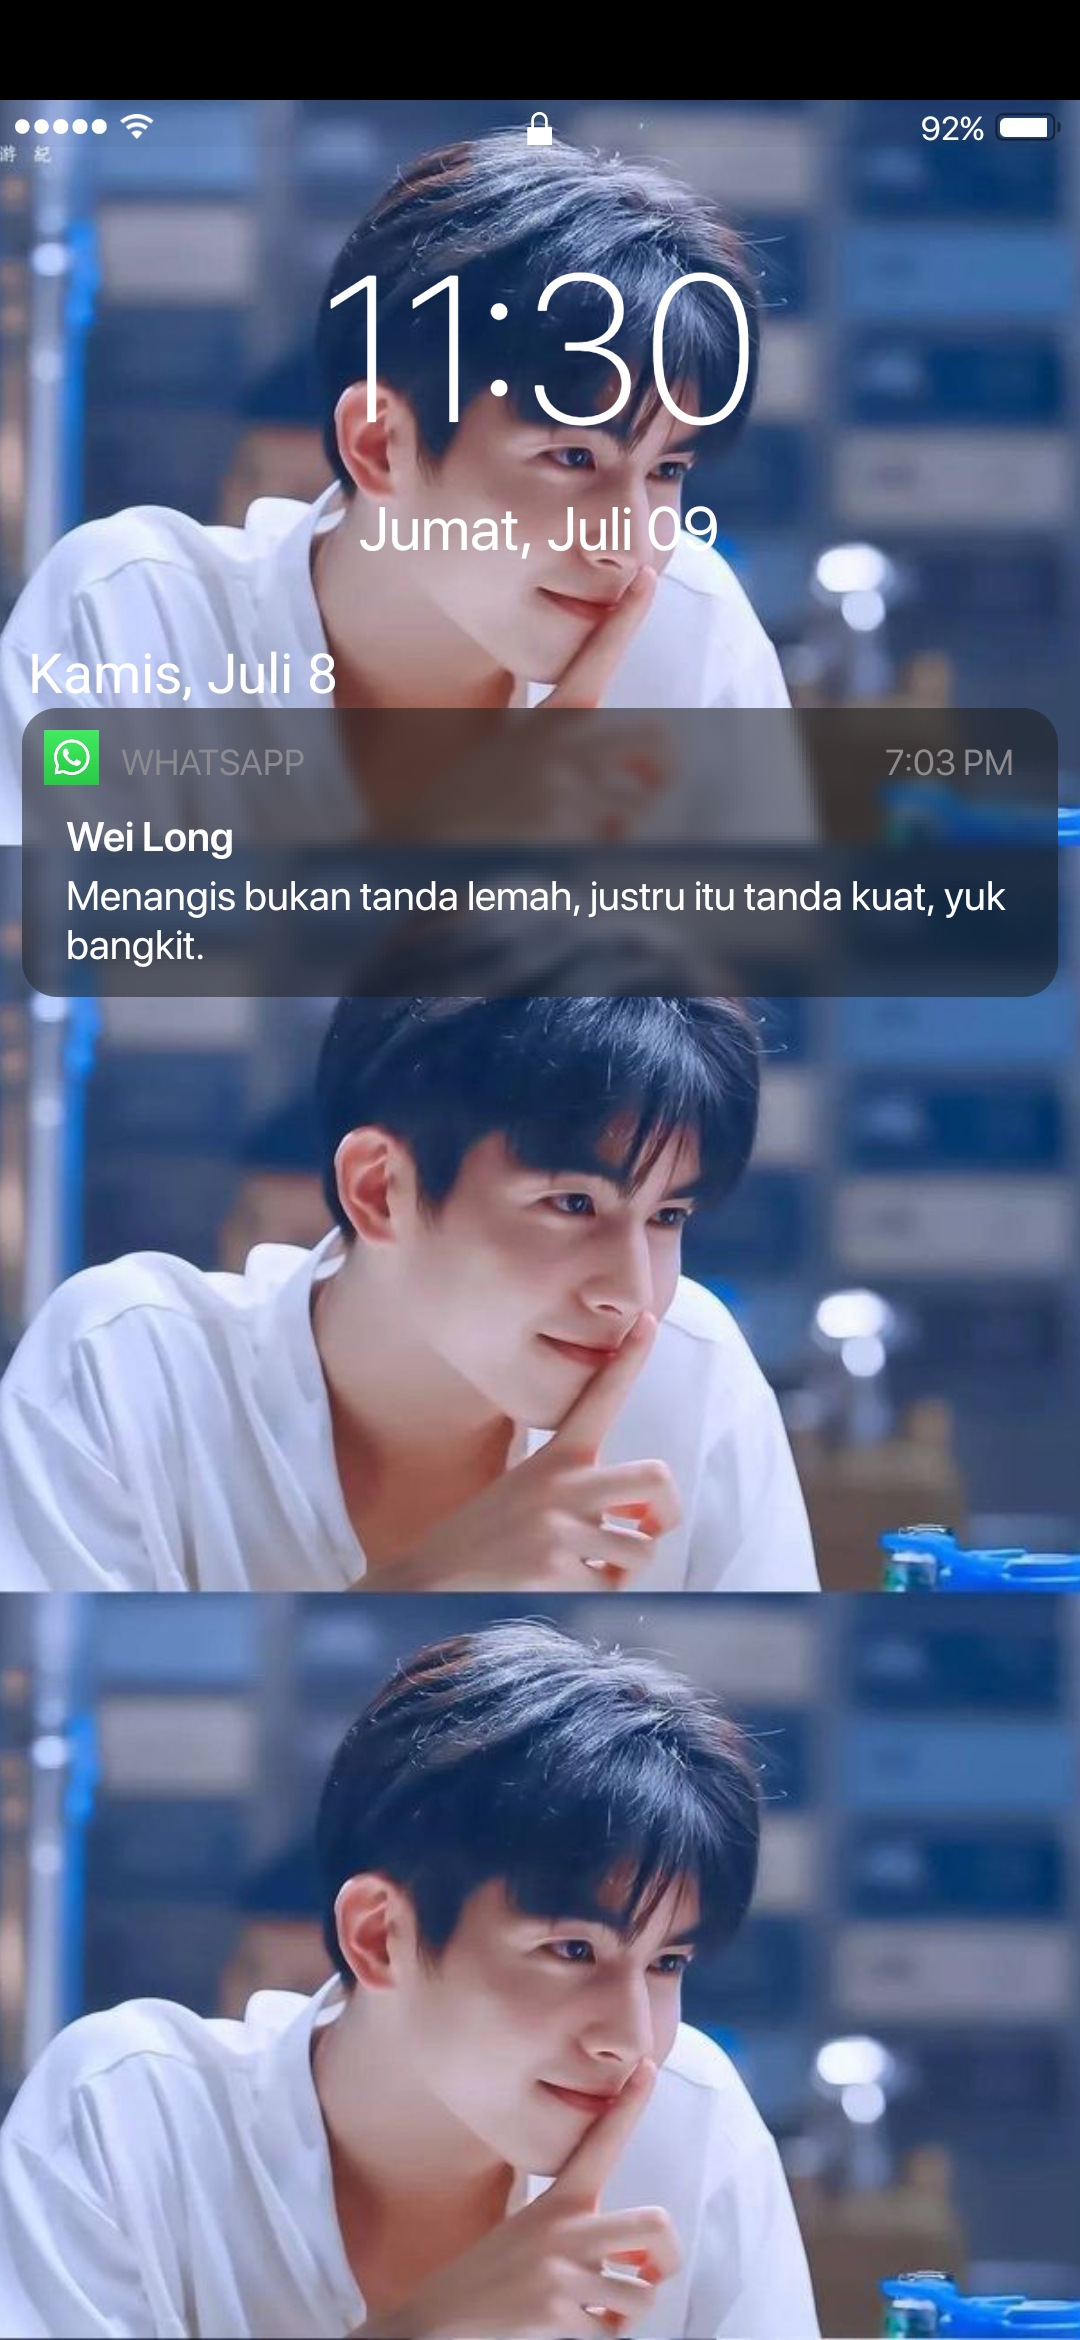 92%
游 紀
11:30
Jumat, Juli 09
Kamis, Juli 8
WHATSAPP 7:03 PM
Wei Long
Menangis bukan tanda lemah, justru itu tanda kuat, yuk
bangkit.